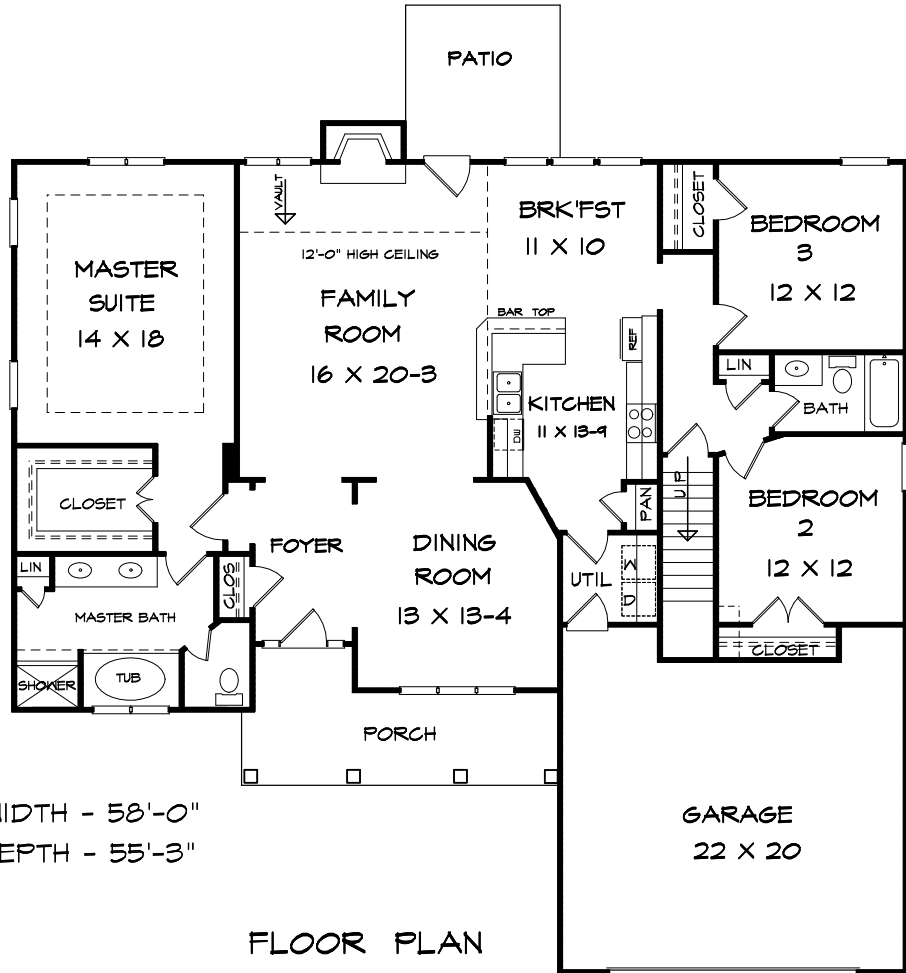 PATIO
VAULT
12'-0" HIGH CEILING
FAMILY
ROOM
16 X 20-3
BRK'FST
11 X 10
CLOSET
BEDROOM
3
12 X 12
MASTER
SUITE
14 X 18
BAR TOP
REF
KITCHEN
11 X 13-9
DW
LIN
BATH
CLOSET
UP
PAN
BEDROOM
2
12 X 12
FOYER
DINING
ROOM
13 X 13-4
UTIL
W
D
LIN
CLOS
MASTER BATH
SHOWER
TUB
CLOSET
PORCH
GARAGE
22 X 20
IDTH - 58'-0"
EPTH - 55'-3"
FLOOR PLAN